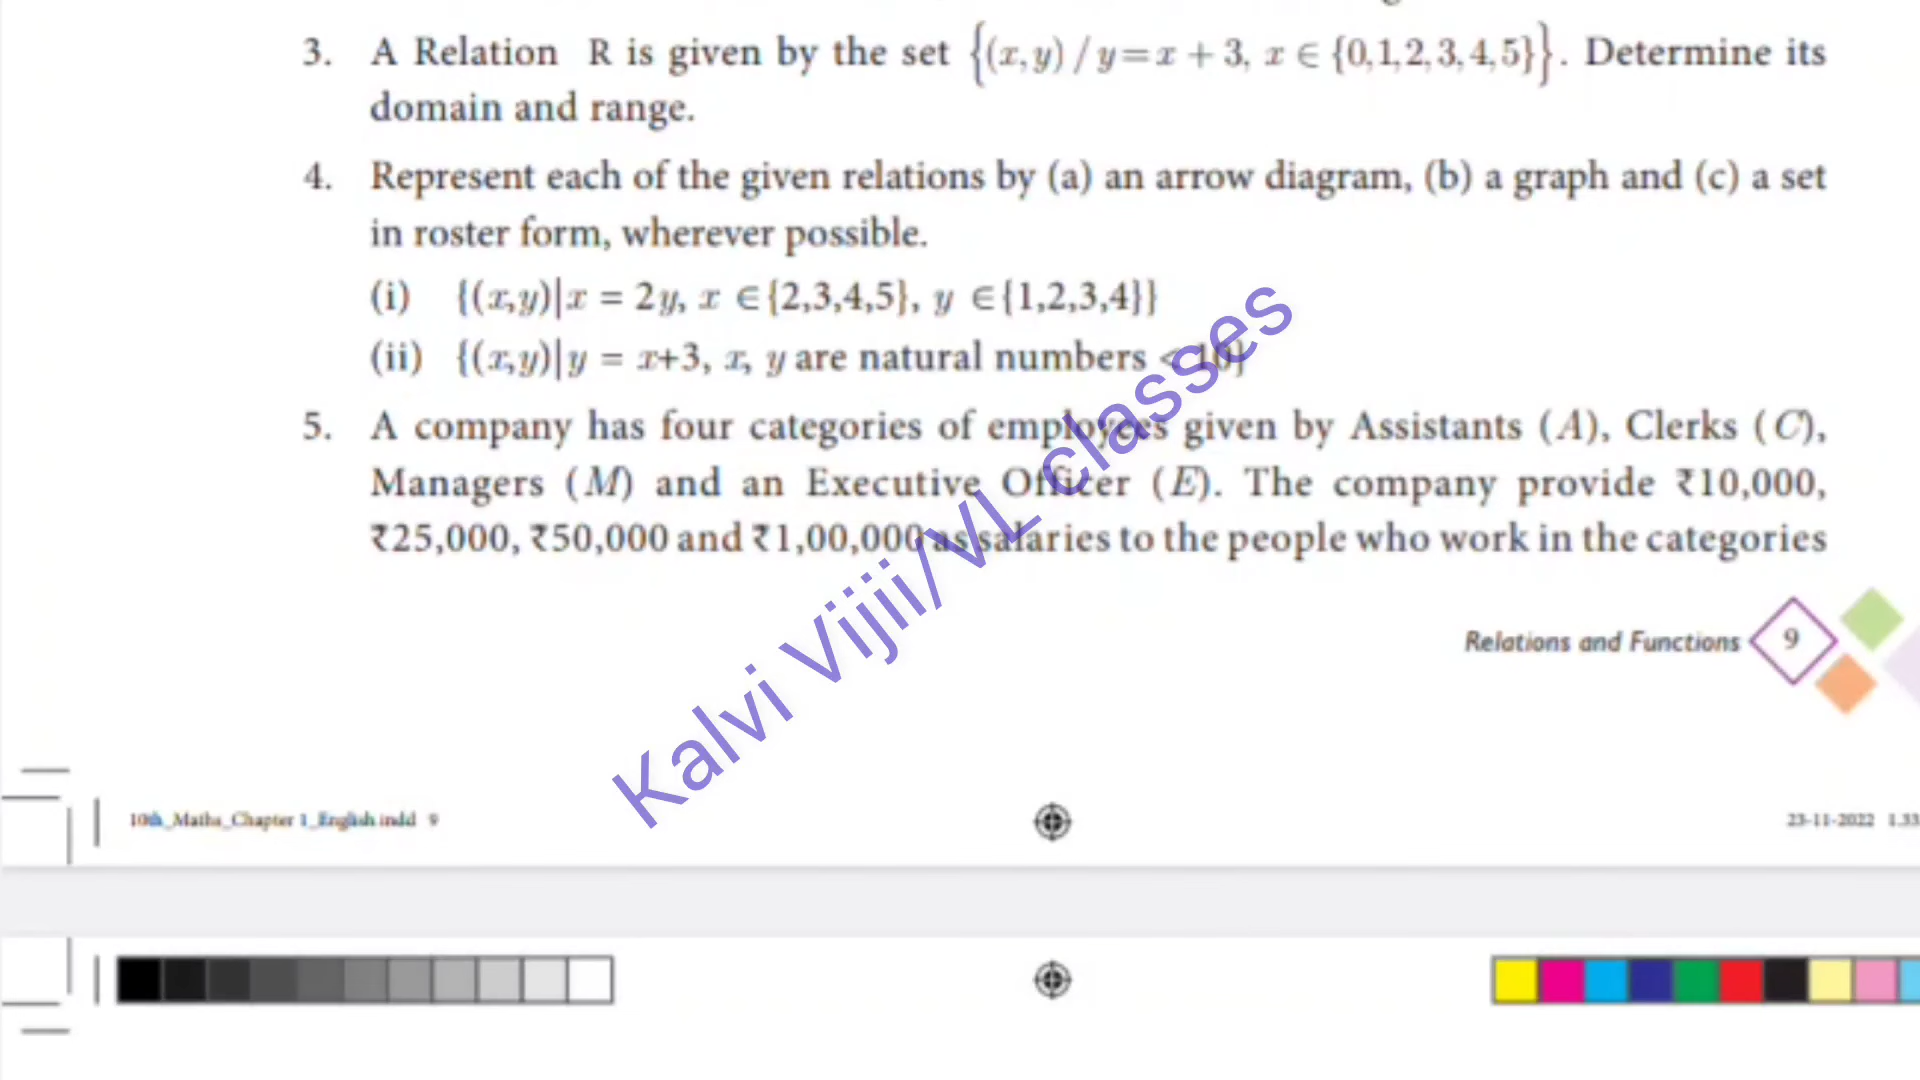 3. A Relation R is given by the set {(x,y) / y=x + 3, x ∈ {0,1,2,3,4,5}}. Determine its
domain and range.
4. Represent each of the given relations by (a) an arrow diagram, (b) a graph and (c) a set
in roster form, wherever possible.
(i) {(x,y)|x = 2y, x ∈{2,3,4,5}, y ∈{1,2,3,4}}
(ii) {(x,y)|y = x+3, x, y are natural numbers < 10}
5. A company has four categories of employees given by Assistants (A), Clerks (C),
Managers (M) and an Executive Officer (E). The company provide ₹10,000,
₹25,000, ₹50,000 and ₹1,00,000 as salaries to the people who work in the categories
Kalvi Vijji/VL classes
Relations and Functions 9
10th_Maths_Chapter 1_English.indd 9
23-11-2022 1.33